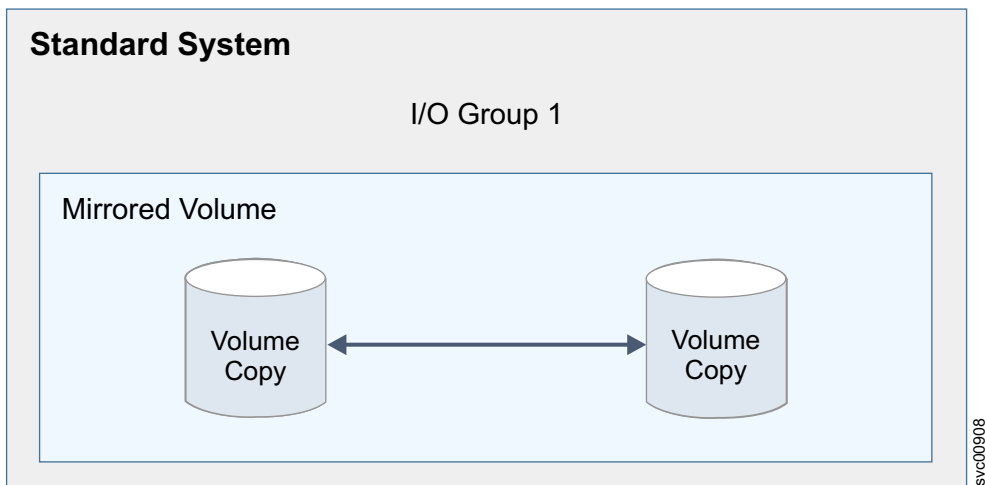 Standard System
I/O Group 1
Mirrored Volume
Volume
Copy
Volume
Copy
svc00908